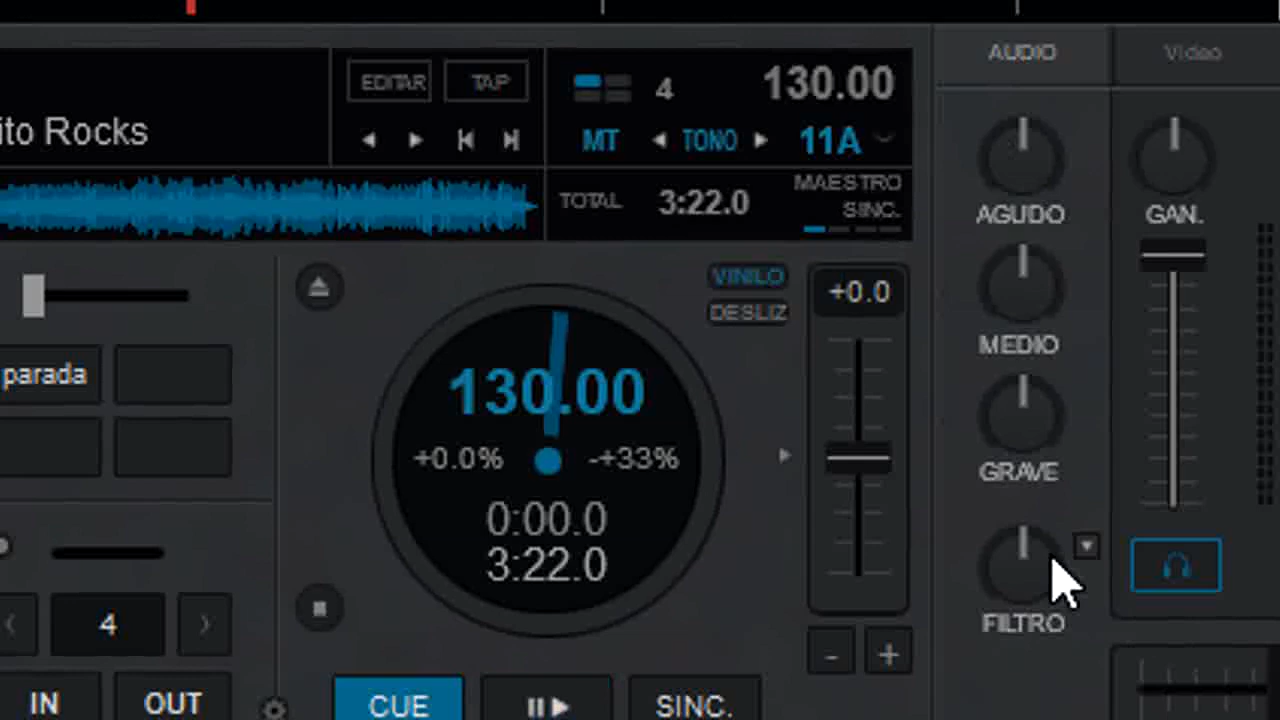 AUDIO Video
EDITAR TAP 4 130.00
ito Rocks
MT TONO 11A
TOTAL 3:22.0 MAESTRO
SINC.
AGUDO GAN.
VINILO
DESLIZ
+0.0
MEDIO
parada
130.00
+0.0% -+33%
GRAVE
0:00.0
3:22.0
FILTRO
4
- +
IN OUT
CUE SINC.